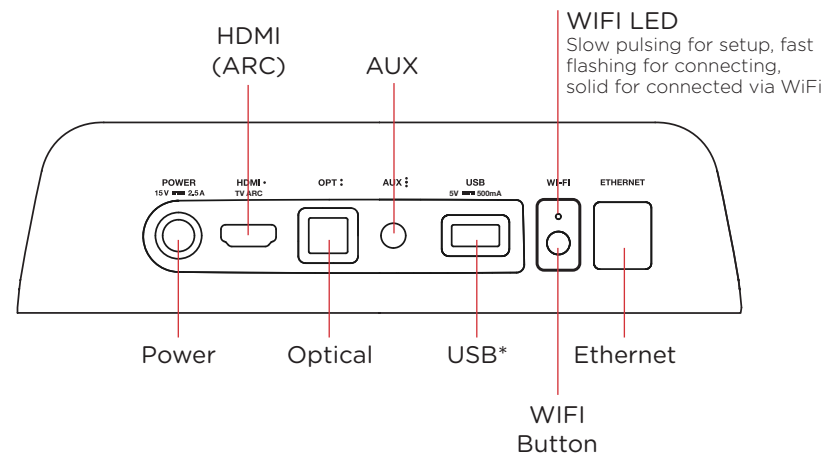 HDMI
(ARC)
AUX
WIFI LED
Slow pulsing for setup, fast
flashing for connecting,
solid for connected via WiFi
POWER
15V ⎓ 2.5A
HDMI •
TV ARC
OPT :
AUX ⋮
USB
5V ⎓ 500mA
WI-FI
ETHERNET
Power
Optical
USB*
Ethernet
WIFI
Button